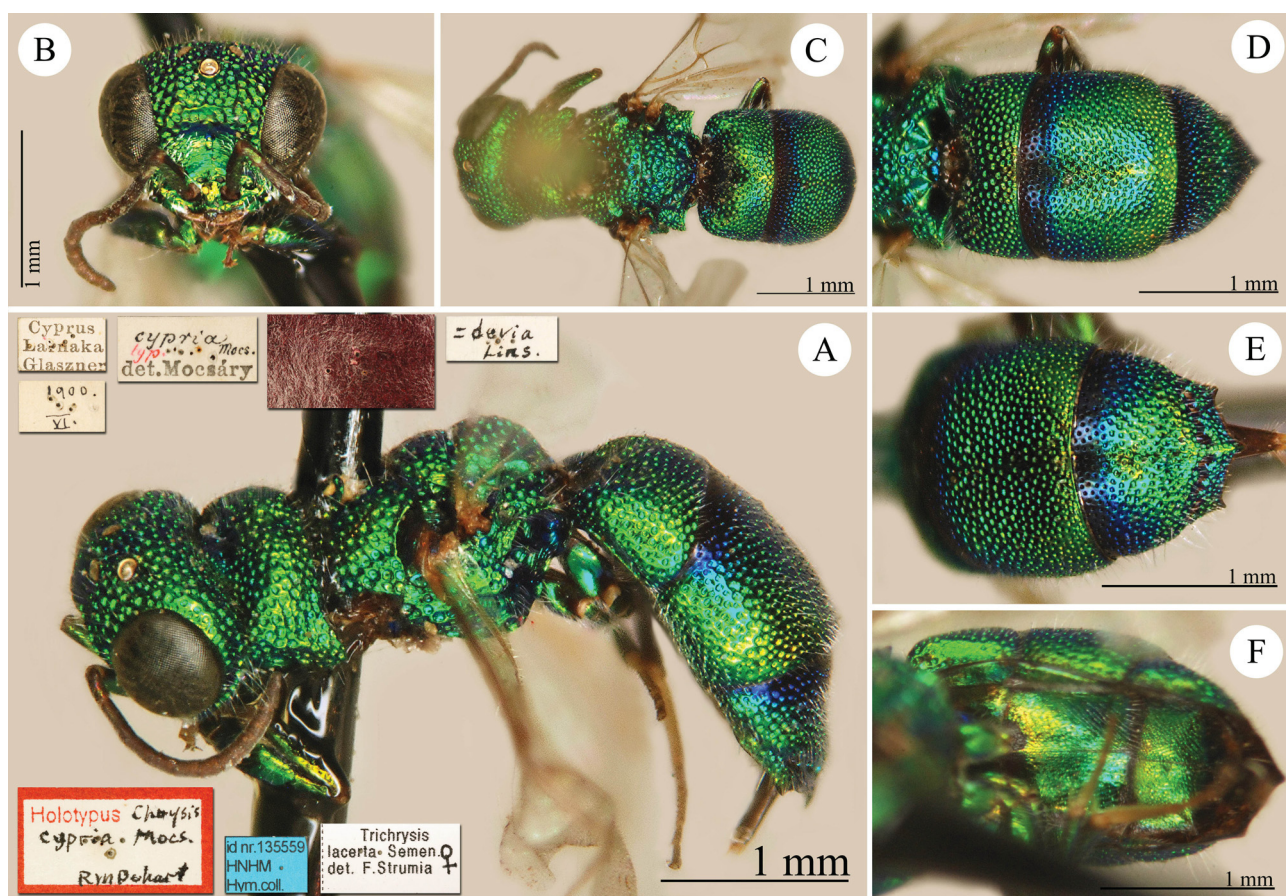 B
1 mm
C
1 mm
D
1 mm
A
Cyprus
Larnaka
Glaszner
1900.
VI.
cypria
typ. Mocs.
det. Mocsáry
= devia
Lins.
E
1 mm
F
1 mm
Holotypus Chrysis
cypria. Mocs.
RMBohart
id nr.135559
HNHM
Hym.coll.
Trichrysis
lacerta. Semen. ♀
det. F.Strumia
1 mm